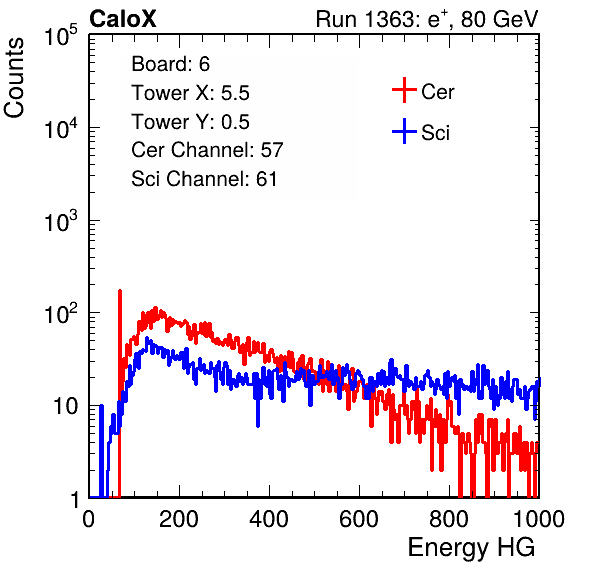 CaloX Run 1363: e⁺, 80 GeV
Counts
Board: 6
Tower X: 5.5
Tower Y: 0.5
Cer Channel: 57
Sci Channel: 61
Cer
Sci
10⁵
10⁴
10³
10²
10
1
0 200 400 600 800 1000
Energy HG